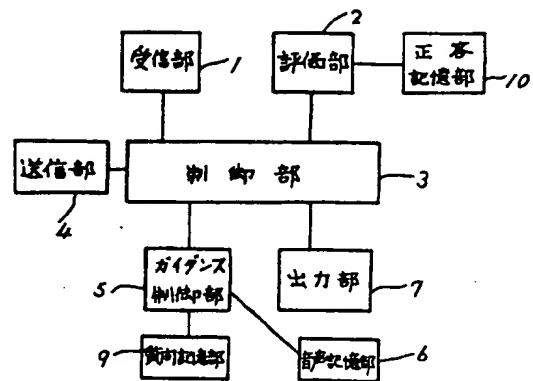 2
受信部
1
評価部
正答
記憶部
10
送信部
4
制御部
3
ガイダンス
制御部
5
出力部
7
質問記憶部
9
音声記憶部
6